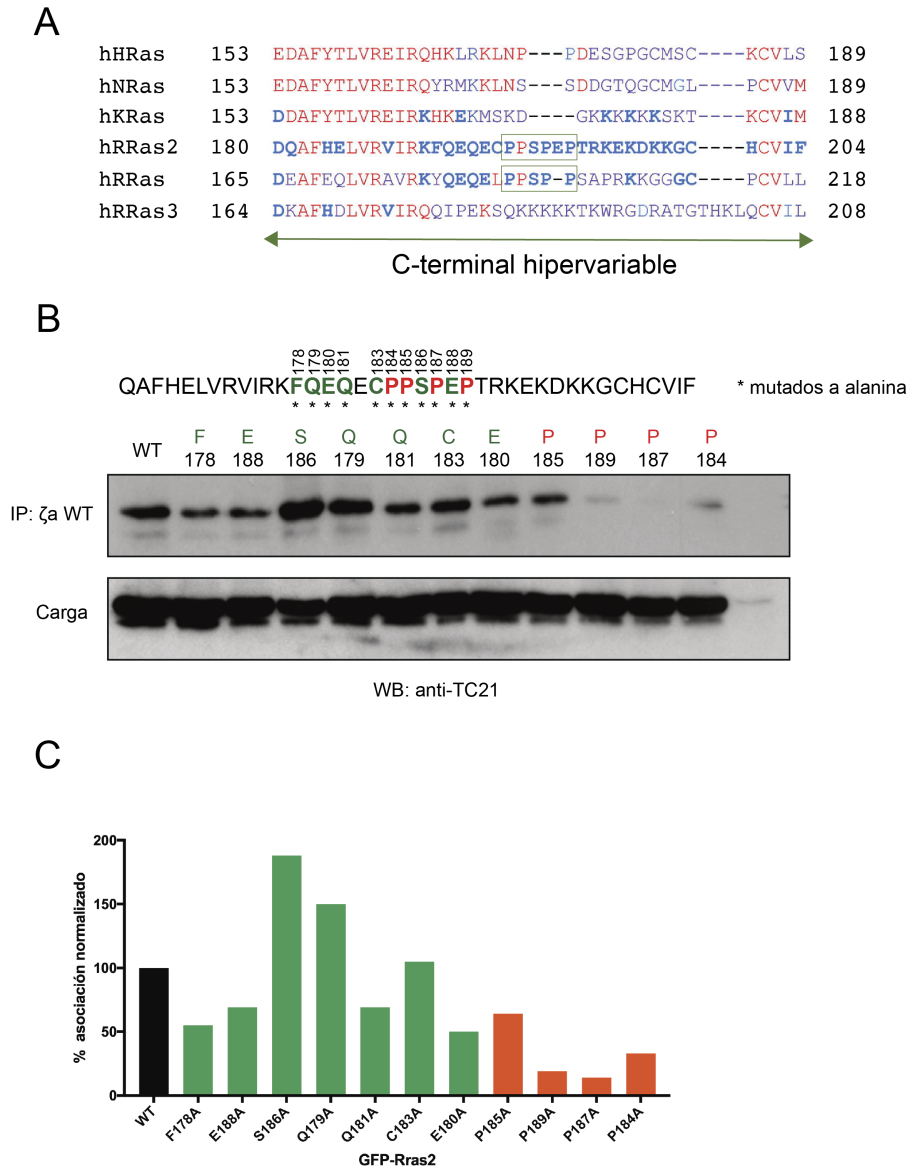 A
hHRas 153 EDAFYTLVREIRQHKLRKLNP---PDESGPGCMSC----KCVLS 189
hNRas 153 EDAFYTLVREIRQYRMKKLNS---SDDGTQGCMGL----PCVVM 189
hKRas 153 DDAFYTLVREIRKHKEKMSKD----GKKKKKKSKT----KCVIM 188
hRRas2 180 DQAFHELVRVIRKFQEQECPPSPEPTRKEKDKKGC----HCVIF 204
hRRas 165 DEAFEQLVRAVRKYQEQELPPSP-PSAPRKKGGGC----PCVLL 218
hRRas3 164 DKAFHDLVRVIRQQIPEKSQKKKKKTKWRGDRATGTHKLQCVIL 208
C-terminal hipervariable
B
178 179 180 181 183 184 185 186 187 188 189
QAFHELVRVIRKFQEQECPPSPEPTRKEKDKKGCHCVIF
* * * * * * * * * * *
* mutados a alanina
WT F E S Q Q C E P P P P
178 188 186 179 181 183 180 185 189 187 184
IP: ζa WT
Carga
WB: anti-TC21
C
% asociación normalizado
200
150
100
50
0
WT F178A E188A S186A Q179A Q181A C183A E180A P185A P189A P187A P184A
GFP-Rras2